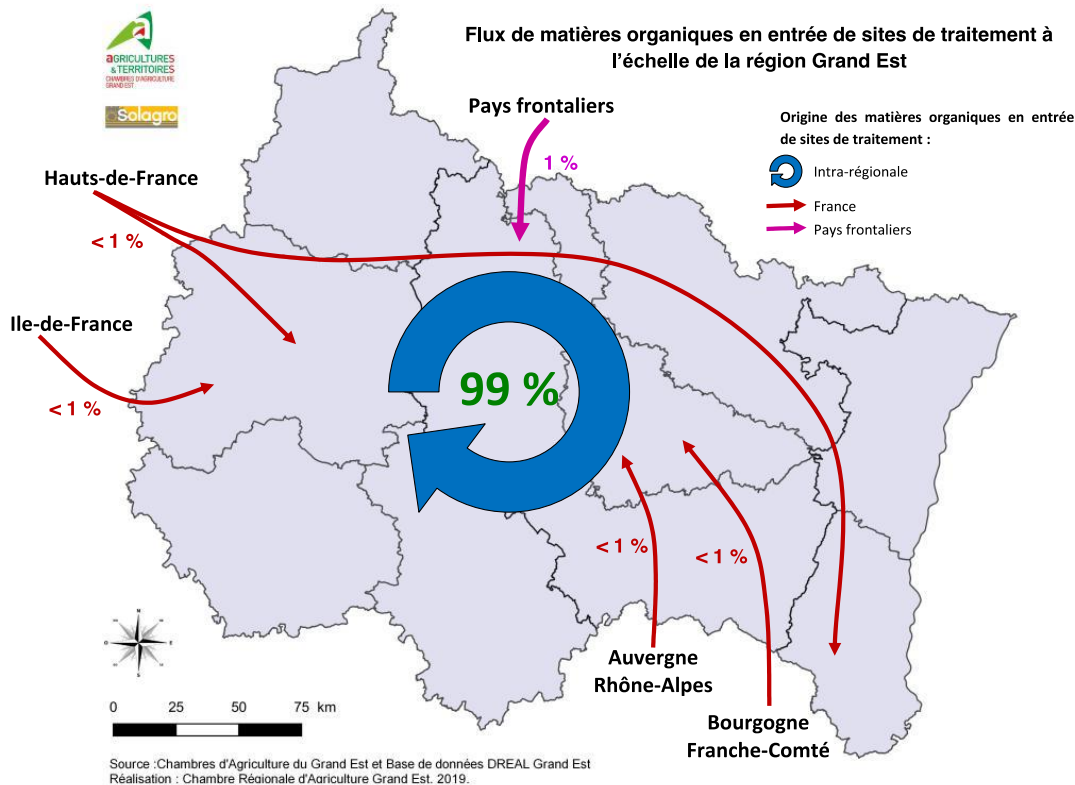 Flux de matières organiques en entrée de sites de traitement à
l'échelle de la région Grand Est
aGRICULTURES
& TERRITOIRES
CHAMBRES D'AGRICULTURE
GRAND EST
Solagro
Pays frontaliers
1 %
Origine des matières organiques en entrée
de sites de traitement :
Intra-régionale
France
Pays frontaliers
Hauts-de-France
< 1 %
Ile-de-France
< 1 %
99 %
< 1 %
< 1 %
Auvergne
Rhône-Alpes
Bourgogne
Franche-Comté
N
O
E
S
0 25 50 75 km
Source :Chambres d'Agriculture du Grand Est et Base de données DREAL Grand Est
Réalisation : Chambre Régionale d'Agriculture Grand Est. 2019.